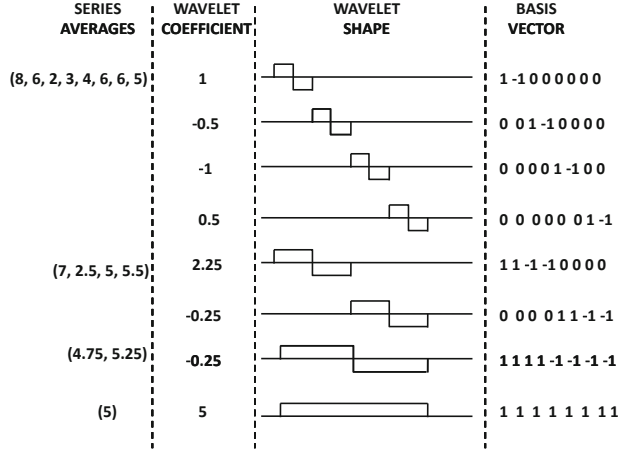 SERIES AVERAGES
WAVELET COEFFICIENT
WAVELET SHAPE
BASIS VECTOR
(8, 6, 2, 3, 4, 6, 6, 5) 1 1 -1 0 0 0 0 0 0
-0.5 0 0 1 -1 0 0 0 0
-1 0 0 0 0 1 -1 0 0
0.5 0 0 0 0 0 0 1 -1
(7, 2.5, 5, 5.5) 2.25 1 1 -1 -1 0 0 0 0
-0.25 0 0 0 0 1 1 -1 -1
(4.75, 5.25) -0.25 1 1 1 1 -1 -1 -1 -1
(5) 5 1 1 1 1 1 1 1 1